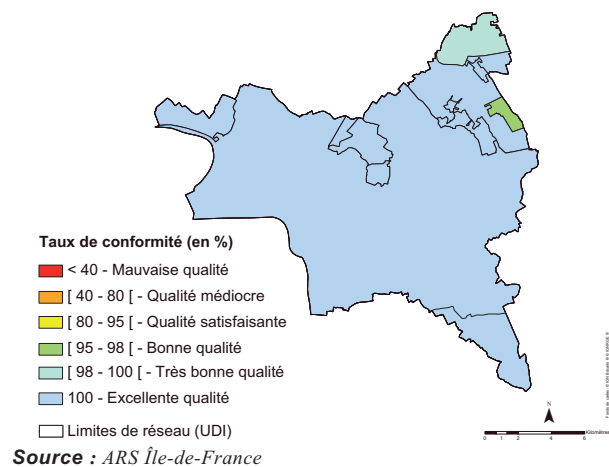 Taux de conformité (en %)
< 40 - Mauvaise qualité
[ 40 - 80 [ - Qualité médiocre
[ 80 - 95 [ - Qualité satisfaisante
[ 95 - 98 [ - Bonne qualité
[ 98 - 100 [ - Très bonne qualité
100 - Excellente qualité
Limites de réseau (UDI)
N
0 1 2 4 6
Kilomètres
Source : ARS Île-de-France